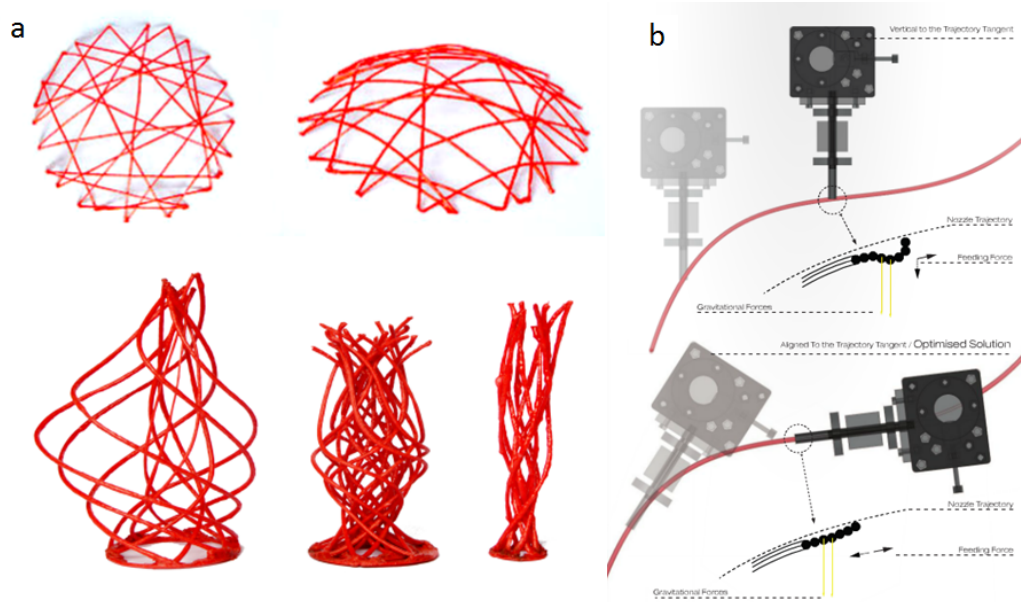 a
b
Vertical to the Trajectory Tangent
Nozzle Trajectory
Feeding Force
Gravitational Forces
Aligned To the Trajectory Tangent / Optimised Solution
Nozzle Trajectory
Feeding Force
Gravitational Forces